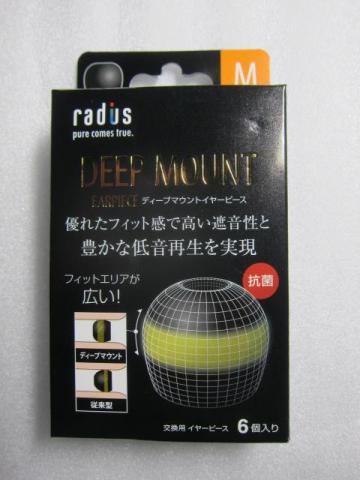 M
radius
pure comes true.
DEEP MOUNT
EARPIECE ディープマウントイヤーピース
優れたフィット感で高い遮音性と
豊かな低音再生を実現
フィットエリアが
広い!
抗菌
ディープマウント
従来型
交換用 イヤーピース 6個入り